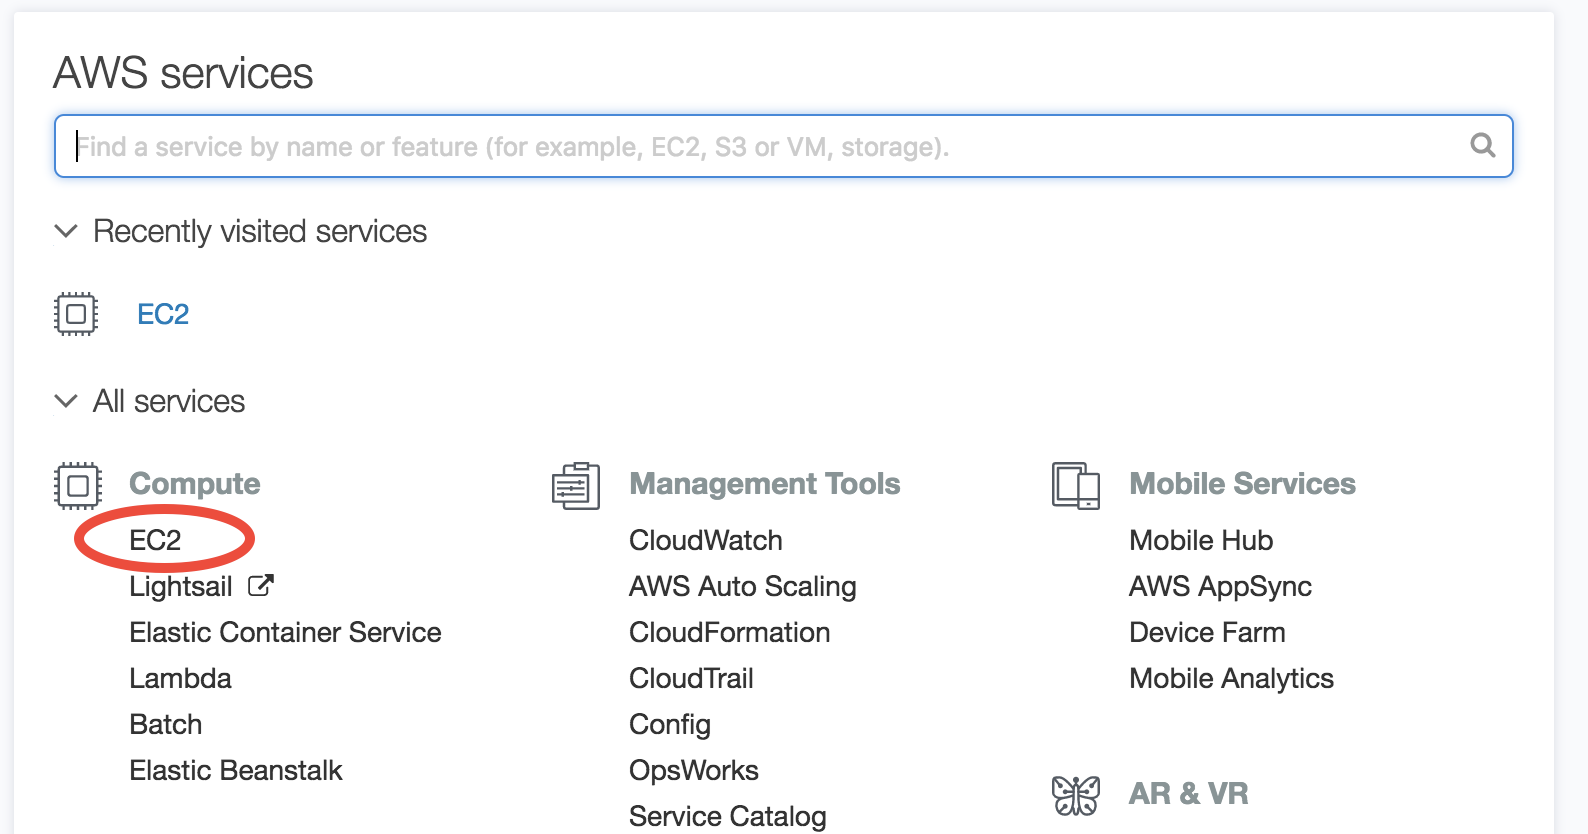 AWS services
Find a service by name or feature (for example, EC2, S3 or VM, storage).
Recently visited services
EC2
All services
Compute
EC2
Lightsail
Elastic Container Service
Lambda
Batch
Elastic Beanstalk
Management Tools
CloudWatch
AWS Auto Scaling
CloudFormation
CloudTrail
Config
OpsWorks
Service Catalog
Mobile Services
Mobile Hub
AWS AppSync
Device Farm
Mobile Analytics
AR & VR